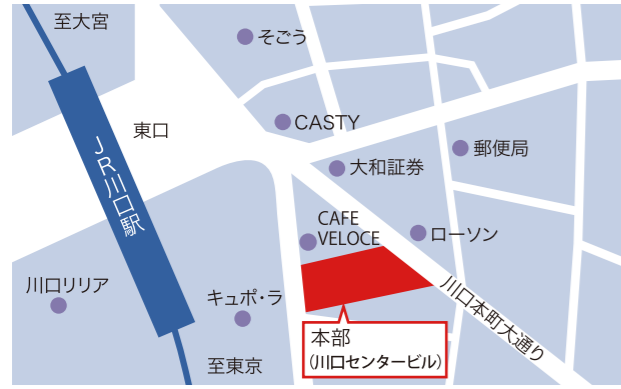 至大宮
そごう
東口
CASTY
JR川口駅
大和証券
郵便局
CAFE
VELOCE
ローソン
川口リリア
キュポ・ラ
川口本町大通り
本部
(川口センタービル)
至東京